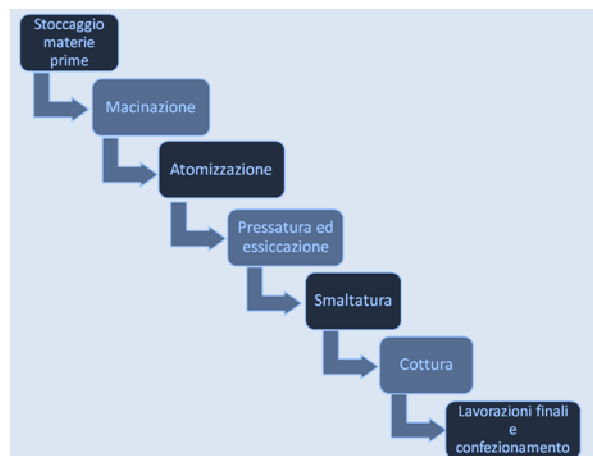 Stoccaggio
materie
prime
Macinazione
Atomizzazione
Pressatura ed
essiccazione
Smaltatura
Cottura
Lavorazioni finali
e
confezionamento